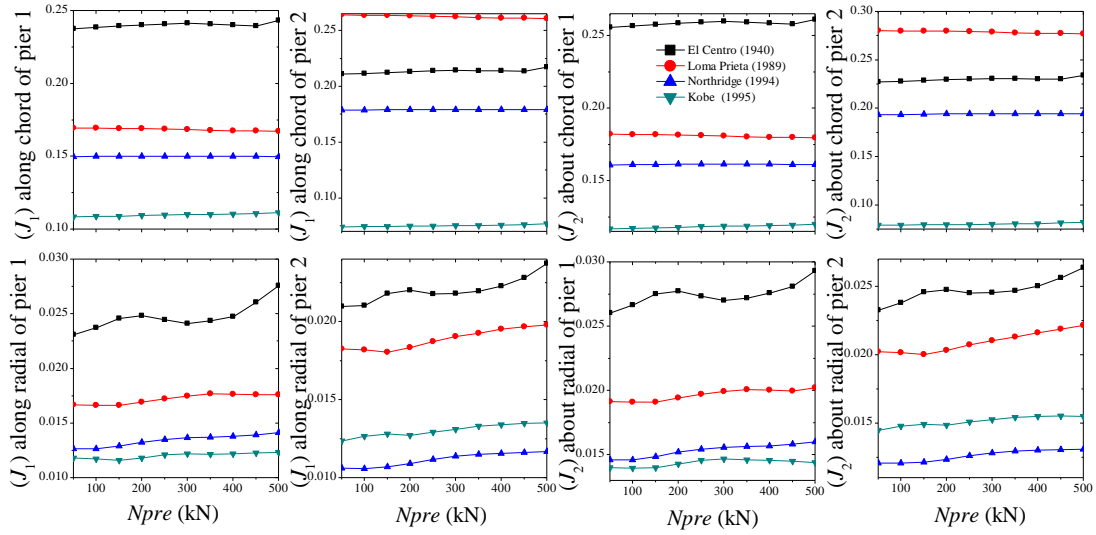 (J₁) along chord of pier 1
0.25
0.20
0.15
0.10
(J₁) along chord of pier 2
0.25
0.20
0.15
0.10
(J₂) about chord of pier 1
0.25
0.20
0.15
El Centro (1940)
Loma Prieta (1989)
Northridge (1994)
Kobe (1995)
(J₂) about chord of pier 2
0.30
0.25
0.20
0.15
0.10
(J₁) along radial of pier 1
0.030
0.025
0.020
0.015
0.010
100 200 300 400 500
Npre (kN)
(J₁) along radial of pier 2
0.020
0.015
0.010
100 200 300 400 500
Npre (kN)
(J₂) about radial of pier 1
0.030
0.025
0.020
0.015
100 200 300 400 500
Npre (kN)
(J₂) about radial of pier 2
0.030
0.025
0.020
0.015
0.010
100 200 300 400 500
Npre (kN)